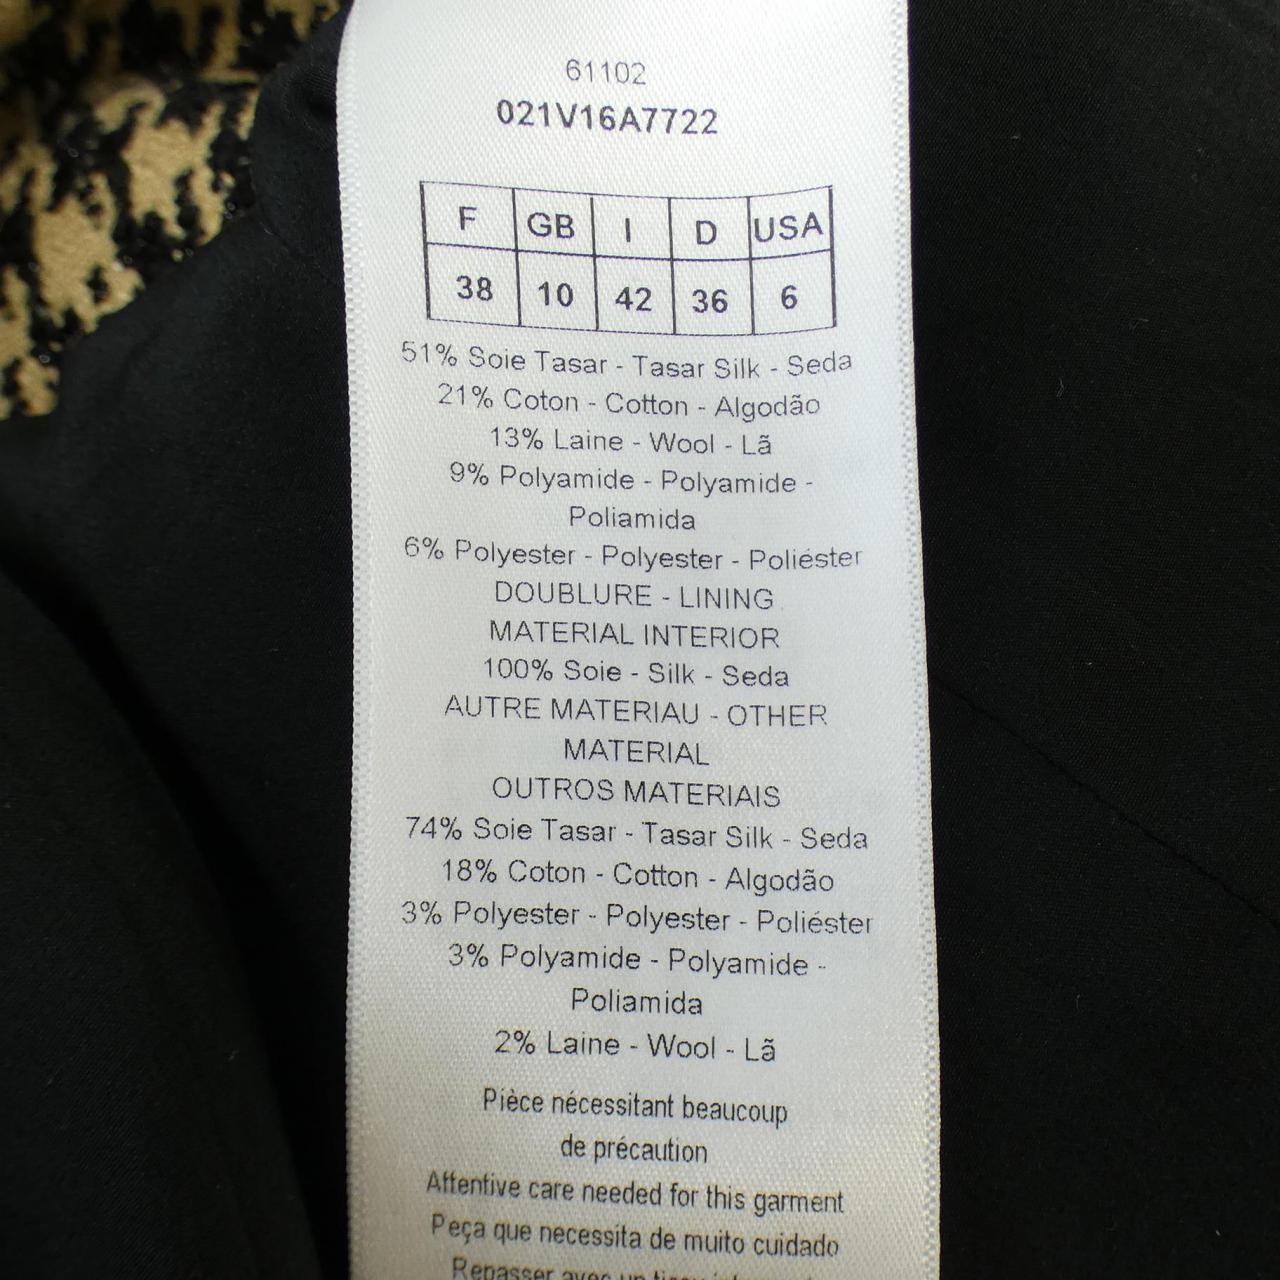 61102
021V16A7722
F GB I D USA
38 10 42 36 6
51% Soie Tasar - Tasar Silk - Seda
21% Coton - Cotton - Algodão
13% Laine - Wool - Lã
9% Polyamide - Polyamide -
Poliamida
6% Polyester - Polyester - Poliéster
DOUBLURE - LINING
MATERIAL INTERIOR
100% Soie - Silk - Seda
AUTRE MATERIAU - OTHER
MATERIAL
OUTROS MATERIAIS
74% Soie Tasar - Tasar Silk - Seda
18% Coton - Cotton - Algodão
3% Polyester - Polyester - Poliéster
3% Polyamide - Polyamide -
Poliamida
2% Laine - Wool - Lã
Pièce nécessitant beaucoup
de précaution
Attentive care needed for this garment
Peça que necessita de muito cuidado
Repasser avec un